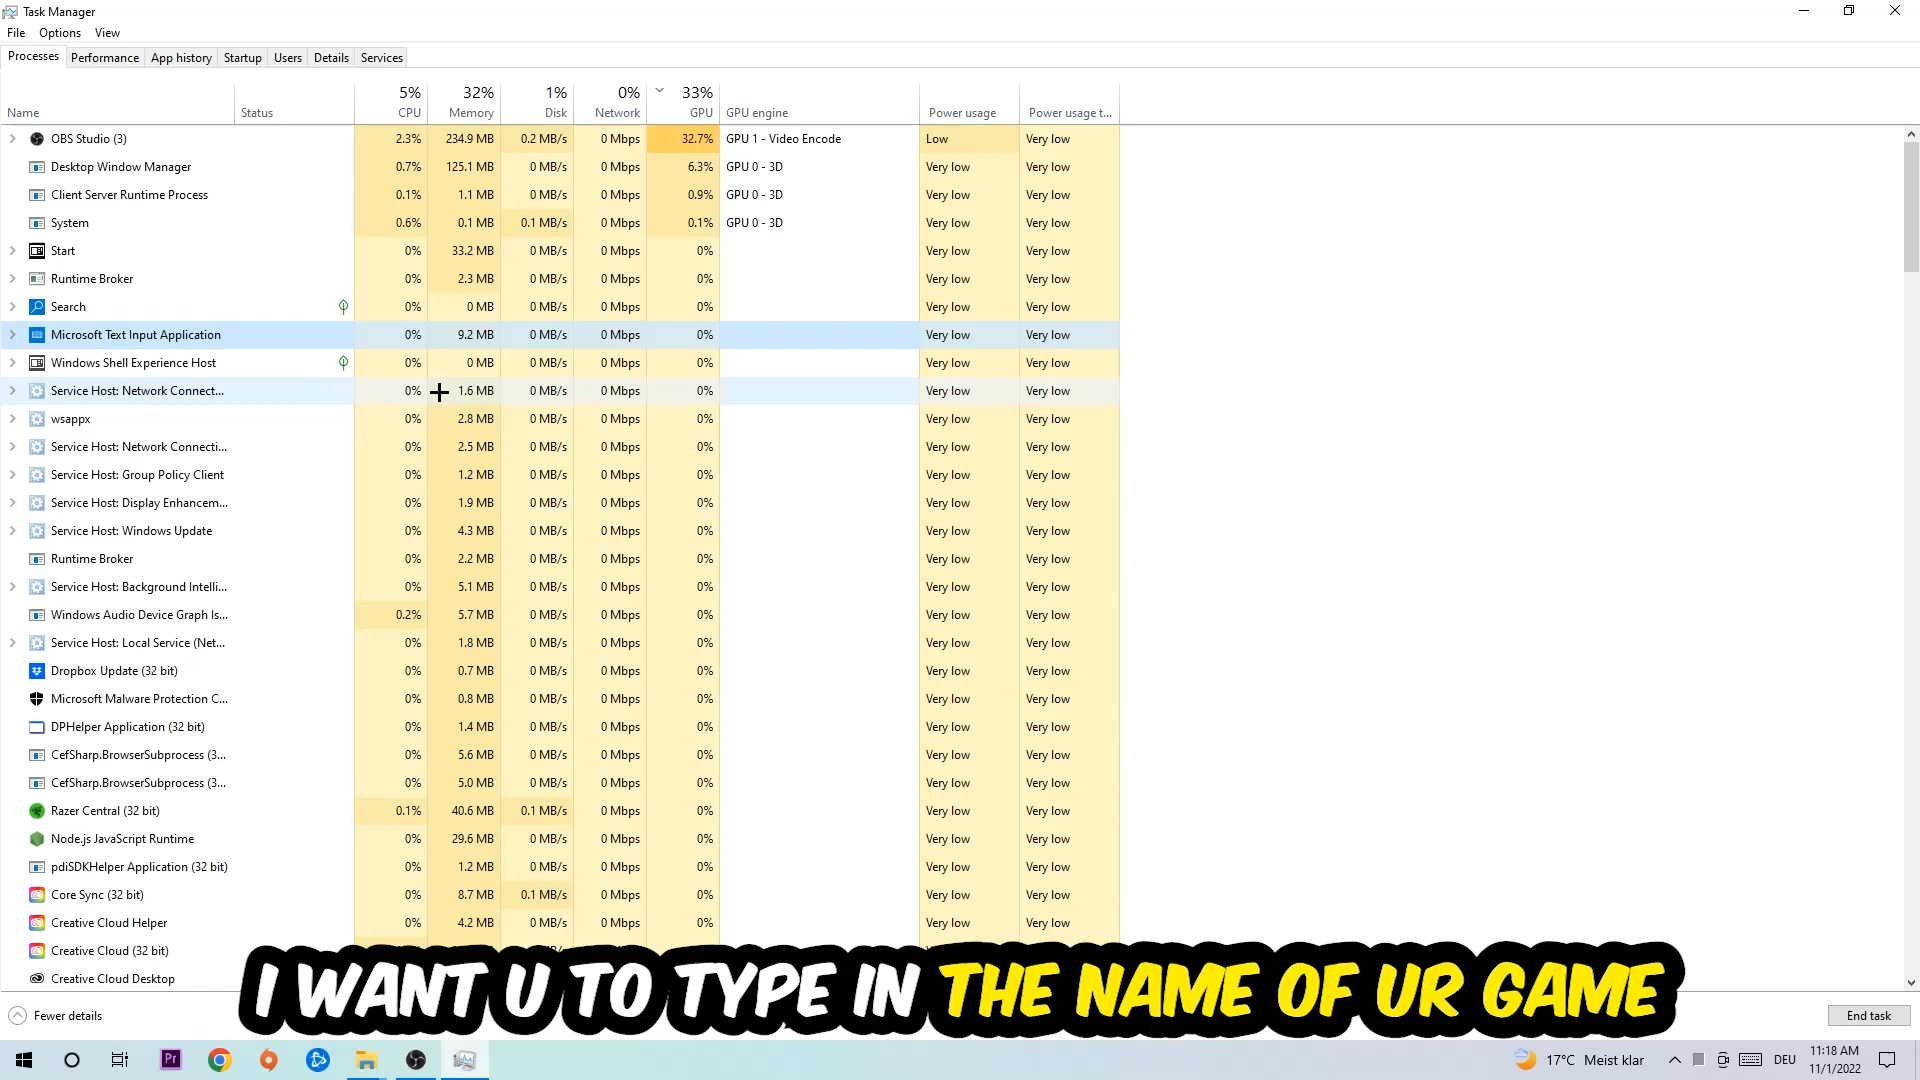 Task Manager
File Options View
Processes Performance App history Startup Users Details Services
5% 32% 1% 0% 33%
Name Status CPU Memory Disk Network GPU GPU engine Power usage Power usage t...
OBS Studio (3) 2.3% 234.9 MB 0.2 MB/s 0 Mbps 32.7% GPU 1 - Video Encode Low Very low
Desktop Window Manager 0.7% 125.1 MB 0 MB/s 0 Mbps 6.3% GPU 0 - 3D Very low Very low
Client Server Runtime Process 0.1% 1.1 MB 0 MB/s 0 Mbps 0.9% GPU 0 - 3D Very low Very low
System 0.6% 0.1 MB 0.1 MB/s 0 Mbps 0.1% GPU 0 - 3D Very low Very low
Start 0% 33.2 MB 0 MB/s 0 Mbps 0% Very low Very low
Runtime Broker 0% 2.3 MB 0 MB/s 0 Mbps 0% Very low Very low
Search 0% 0 MB 0 MB/s 0 Mbps 0% Very low Very low
Microsoft Text Input Application 0% 9.2 MB 0 MB/s 0 Mbps 0% Very low Very low
Windows Shell Experience Host 0% 0 MB 0 MB/s 0 Mbps 0% Very low Very low
Service Host: Network Connect... 0% 1.6 MB 0 MB/s 0 Mbps 0% Very low Very low
wsappx 0% 2.8 MB 0 MB/s 0 Mbps 0% Very low Very low
Service Host: Network Connecti... 0% 2.5 MB 0 MB/s 0 Mbps 0% Very low Very low
Service Host: Group Policy Client 0% 1.2 MB 0 MB/s 0 Mbps 0% Very low Very low
Service Host: Display Enhancem... 0% 1.9 MB 0 MB/s 0 Mbps 0% Very low Very low
Service Host: Windows Update 0% 4.3 MB 0 MB/s 0 Mbps 0% Very low Very low
Runtime Broker 0% 2.2 MB 0 MB/s 0 Mbps 0% Very low Very low
Service Host: Background Intelli... 0% 5.1 MB 0 MB/s 0 Mbps 0% Very low Very low
Windows Audio Device Graph Is... 0.2% 5.7 MB 0 MB/s 0 Mbps 0% Very low Very low
Service Host: Local Service (Net... 0% 1.8 MB 0 MB/s 0 Mbps 0% Very low Very low
Dropbox Update (32 bit) 0% 0.7 MB 0 MB/s 0 Mbps 0% Very low Very low
Microsoft Malware Protection C... 0% 0.8 MB 0 MB/s 0 Mbps 0% Very low Very low
DPHelper Application (32 bit) 0% 1.4 MB 0 MB/s 0 Mbps 0% Very low Very low
CefSharp.BrowserSubprocess (3... 0% 5.6 MB 0 MB/s 0 Mbps 0% Very low Very low
CefSharp.BrowserSubprocess (3... 0% 5.0 MB 0 MB/s 0 Mbps 0% Very low Very low
Razer Central (32 bit) 0.1% 40.6 MB 0.1 MB/s 0 Mbps 0% Very low Very low
Node.js JavaScript Runtime 0% 29.6 MB 0 MB/s 0 Mbps 0% Very low Very low
pdiSDKHelper Application (32 bit) 0% 1.2 MB 0 MB/s 0 Mbps 0% Very low Very low
Core Sync (32 bit) 0% 8.7 MB 0.1 MB/s 0 Mbps 0% Very low Very low
Creative Cloud Helper 0% 4.2 MB 0 MB/s 0 Mbps 0% Very low Very low
Creative Cloud (32 bit)
Creative Cloud Desktop
I WANT U TO TYPE IN THE NAME OF UR GAME
Fewer details End task
Pr 17°C Meist klar DEU 11:18 AM
11/1/2022